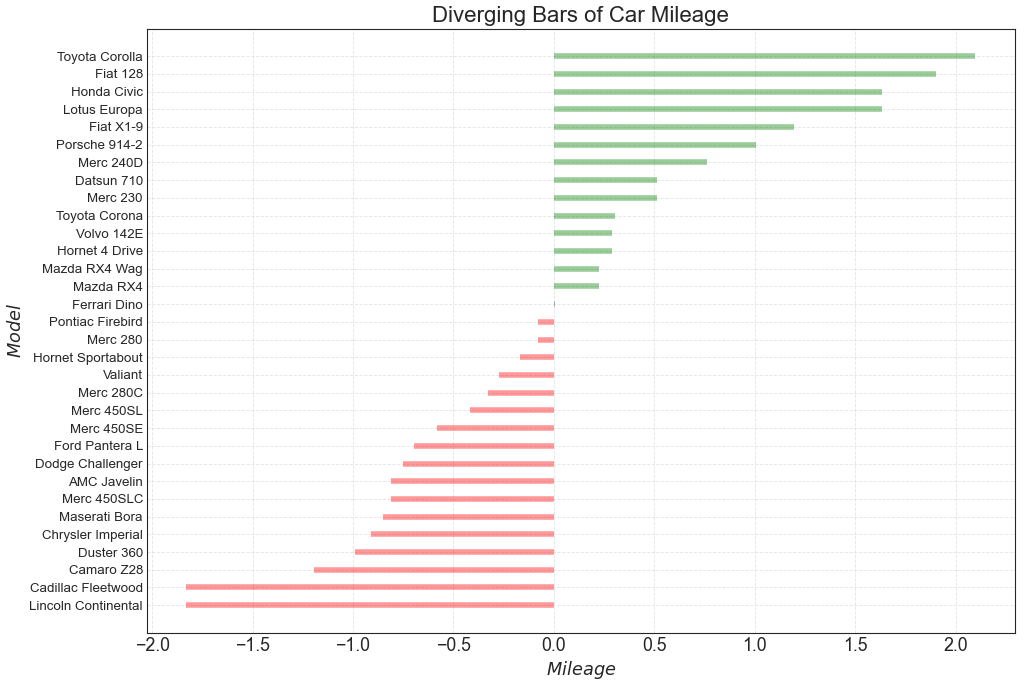 Diverging Bars of Car Mileage
Toyota Corolla
Fiat 128
Honda Civic
Lotus Europa
Fiat X1-9
Porsche 914-2
Merc 240D
Datsun 710
Merc 230
Toyota Corona
Volvo 142E
Hornet 4 Drive
Mazda RX4 Wag
Mazda RX4
Ferrari Dino
Pontiac Firebird
Merc 280
Hornet Sportabout
Valiant
Merc 280C
Merc 450SL
Merc 450SE
Ford Pantera L
Dodge Challenger
AMC Javelin
Merc 450SLC
Maserati Bora
Chrysler Imperial
Duster 360
Camaro Z28
Cadillac Fleetwood
Lincoln Continental
Model
−2.0 −1.5 −1.0 −0.5 0.0 0.5 1.0 1.5 2.0
Mileage